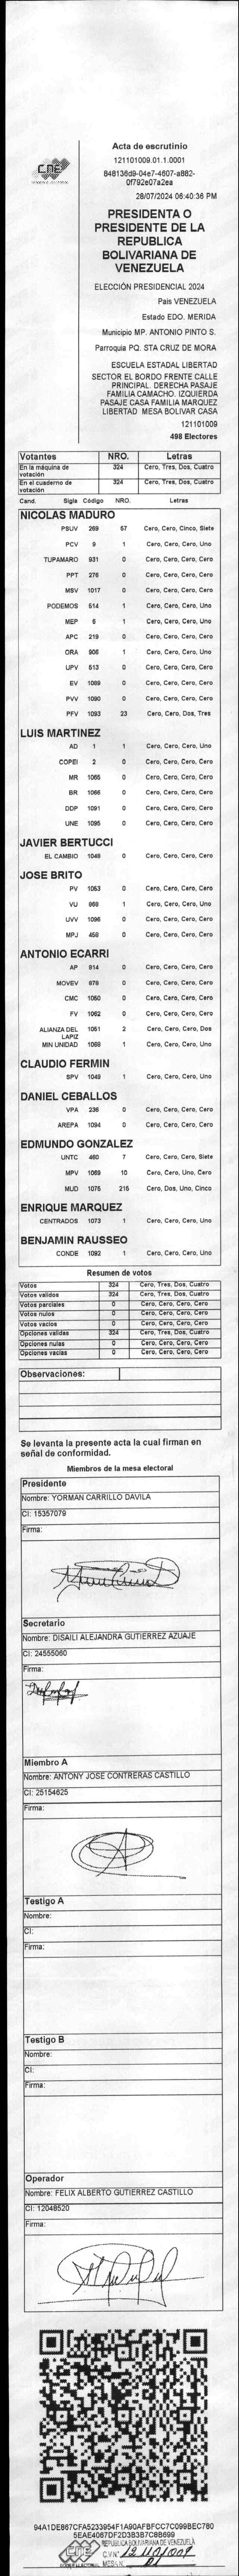 Acta de escrutinio
121101009.01.1.0001
848136d9-04e7-4607-a882-
0f792e07a2ea
28/07/2024 06:40:36 PM
CNE
PRESIDENTA O
PRESIDENTE DE LA
REPUBLICA
BOLIVARIANA DE
VENEZUELA
ELECCIÓN PRESIDENCIAL 2024
Pais VENEZUELA
Estado EDO. MERIDA
Municipio MP. ANTONIO PINTO S.
Parroquia PQ. STA CRUZ DE MORA
ESCUELA ESTADAL LIBERTAD
SECTOR EL BORDO FRENTE CALLE
PRINCIPAL. DERECHA PASAJE
FAMILIA CAMACHO. IZQUIERDA
PASAJE CASA FAMILIA MARQUEZ
LIBERTAD MESA BOLIVAR CASA
121101009
498 Electores
Votantes NRO. Letras
En la máquina de votación 324 Cero, Tres, Dos, Cuatro
En el cuaderno de votación 324 Cero, Tres, Dos, Cuatro
Cand. Sigla Código NRO. Letras
NICOLAS MADURO
PSUV 269 57 Cero, Cero, Cinco, Siete
PCV 9 1 Cero, Cero, Cero, Uno
TUPAMARO 931 0 Cero, Cero, Cero, Cero
PPT 276 0 Cero, Cero, Cero, Cero
MSV 1017 0 Cero, Cero, Cero, Cero
PODEMOS 514 1 Cero, Cero, Cero, Uno
MEP 6 1 Cero, Cero, Cero, Uno
APC 219 0 Cero, Cero, Cero, Cero
ORA 906 1 Cero, Cero, Cero, Uno
UPV 513 0 Cero, Cero, Cero, Cero
EV 1089 0 Cero, Cero, Cero, Cero
PVV 1090 0 Cero, Cero, Cero, Cero
PFV 1093 23 Cero, Cero, Dos, Tres
LUIS MARTINEZ
AD 1 1 Cero, Cero, Cero, Uno
COPEI 2 0 Cero, Cero, Cero, Cero
MR 1065 0 Cero, Cero, Cero, Cero
BR 1066 0 Cero, Cero, Cero, Cero
DDP 1091 0 Cero, Cero, Cero, Cero
UNE 1095 0 Cero, Cero, Cero, Cero
JAVIER BERTUCCI
EL CAMBIO 1048 0 Cero, Cero, Cero, Cero
JOSE BRITO
PV 1053 0 Cero, Cero, Cero, Cero
VU 868 1 Cero, Cero, Cero, Uno
UVV 1096 0 Cero, Cero, Cero, Cero
MPJ 458 0 Cero, Cero, Cero, Cero
ANTONIO ECARRI
AP 914 0 Cero, Cero, Cero, Cero
MOVEV 978 0 Cero, Cero, Cero, Cero
CMC 1050 0 Cero, Cero, Cero, Cero
FV 1062 0 Cero, Cero, Cero, Cero
ALIANZA DEL LAPIZ 1051 2 Cero, Cero, Cero, Dos
MIN UNIDAD 1069 1 Cero, Cero, Cero, Uno
CLAUDIO FERMIN
SPV 1049 1 Cero, Cero, Cero, Uno
DANIEL CEBALLOS
VPA 236 0 Cero, Cero, Cero, Cero
AREPA 1094 0 Cero, Cero, Cero, Cero
EDMUNDO GONZALEZ
UNTC 460 7 Cero, Cero, Cero, Siete
MPV 1069 10 Cero, Cero, Uno, Cero
MUD 1075 215 Cero, Dos, Uno, Cinco
ENRIQUE MARQUEZ
CENTRADOS 1073 1 Cero, Cero, Cero, Uno
BENJAMIN RAUSSEO
CONDE 1092 1 Cero, Cero, Cero, Uno
Resumen de votos
Votos 324 Cero, Tres, Dos, Cuatro
Votos validos 324 Cero, Tres, Dos, Cuatro
Votos parciales 0 Cero, Cero, Cero, Cero
Votos nulos 0 Cero, Cero, Cero, Cero
Votos vacios 0 Cero, Cero, Cero, Cero
Opciones validas 324 Cero, Tres, Dos, Cuatro
Opciones nulas 0 Cero, Cero, Cero, Cero
Opciones vacias 0 Cero, Cero, Cero, Cero
Observaciones:
Se levanta la presente acta la cual firman en
señal de conformidad.
Miembros de la mesa electoral
Presidente
Nombre: YORMAN CARRILLO DAVILA
CI: 15357079
Firma:
Secretario
Nombre: DISAILI ALEJANDRA GUTIERREZ AZUAJE
CI: 24555060
Firma:
Miembro A
Nombre: ANTONY JOSE CONTRERAS CASTILLO
CI: 25154625
Firma:
Testigo A
Nombre:
CI:
Firma:
Testigo B
Nombre:
CI:
Firma:
Operador
Nombre: FELIX ALBERTO GUTIERREZ CASTILLO
CI: 12048520
Firma:
94A1DE867CFA5233954F1A90AFBFCC7C099BEC780
5EAE4067DF2D3B3B7C8B699
REPÚBLICA BOLIVARIANA DE VENEZUELA
CNE
C.V.N° 121101009
PODER ELECTORAL MESA N. 01